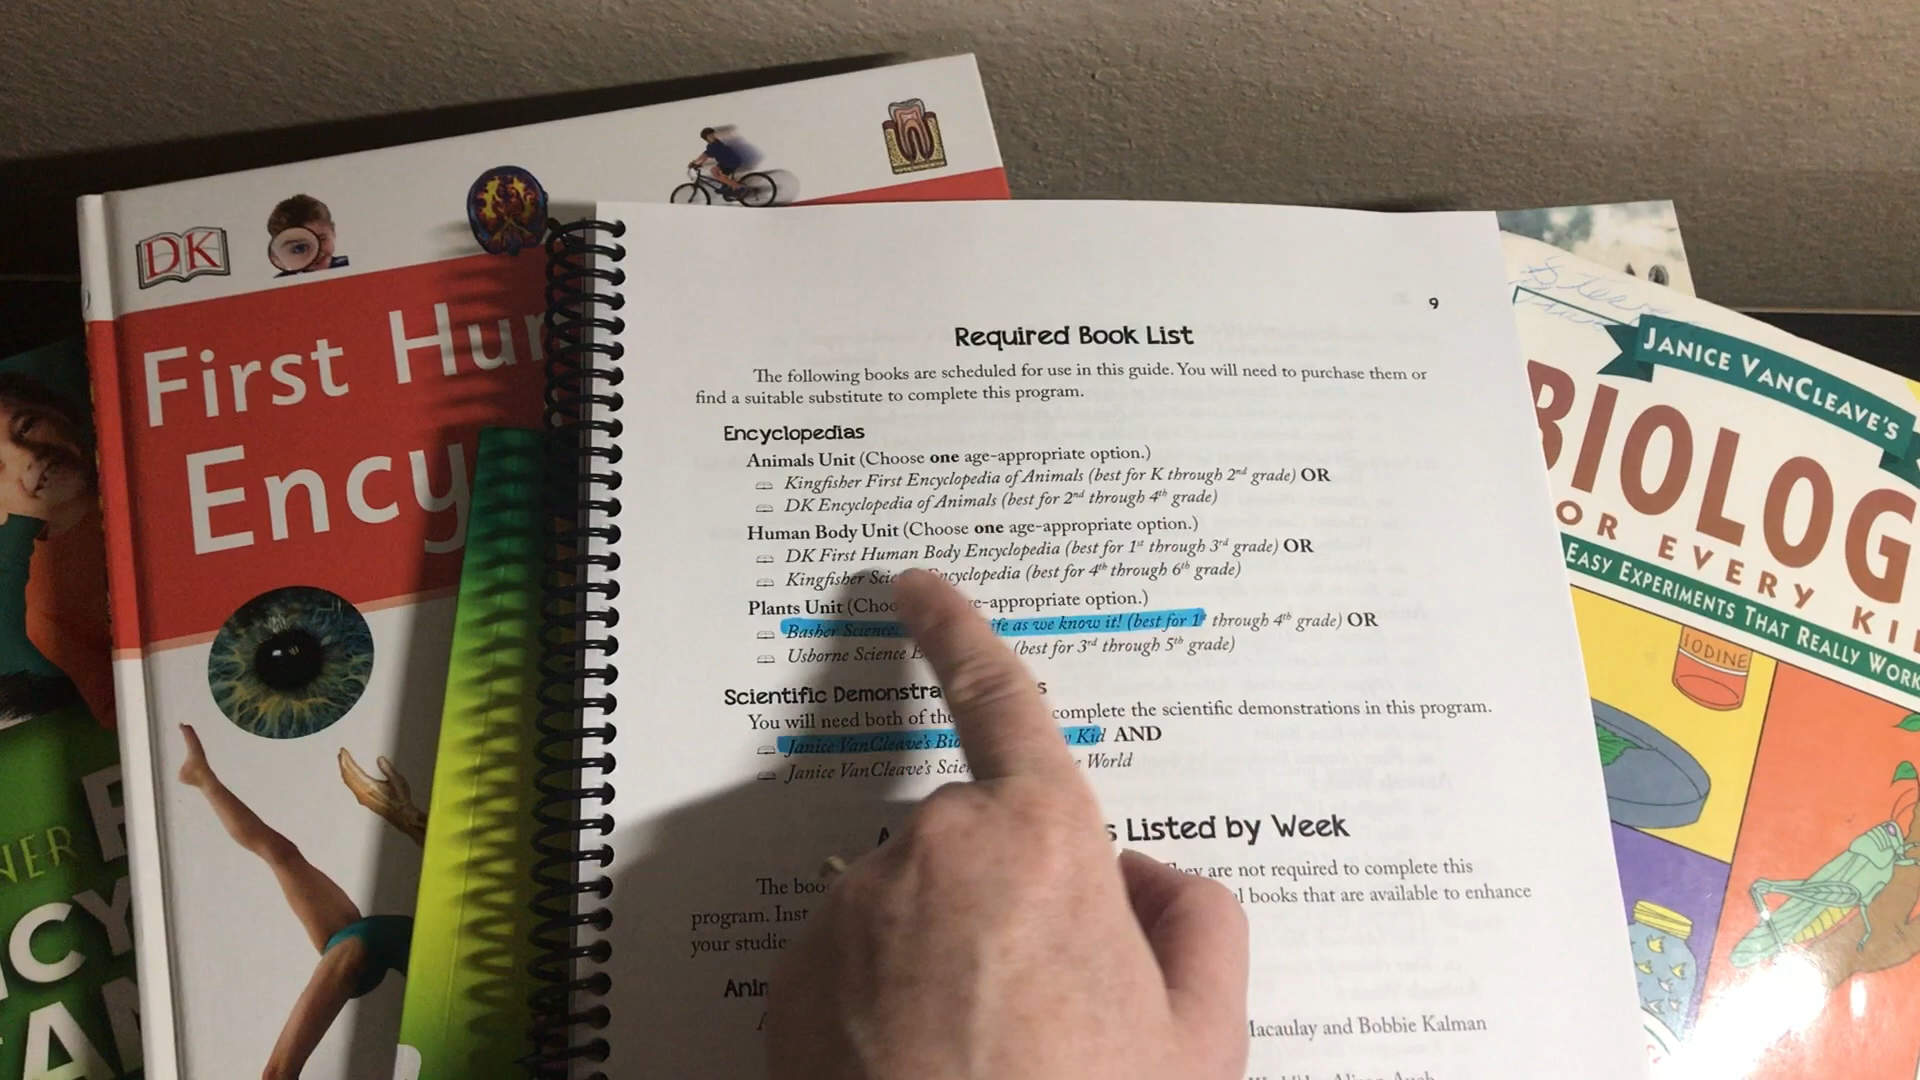 DK
First Hu
Ency
9
Required Book List
The following books are scheduled for use in this guide. You will need to purchase them or
find a suitable substitute to complete this program.
Encyclopedias
Animals Unit (Choose one age-appropriate option.)
Kingfisher First Encyclopedia of Animals (best for K through 2nd grade) OR
DK Encyclopedia of Animals (best for 2nd through 4th grade)
Human Body Unit (Choose one age-appropriate option.)
DK First Human Body Encyclopedia (best for 1st through 3rd grade) OR
Kingfisher Scie Encyclopedia (best for 4th through 6th grade)
Plants Unit (Choo e-appropriate option.)
Basher Science: ife as we know it! (best for 1st through 4th grade) OR
Usborne Science E (best for 3rd through 5th grade)
Scientific Demonstra s
You will need both of the complete the scientific demonstrations in this program.
Janice VanCleave's Bio y Kid AND
Janice VanCleave's Scie e World
A s Listed by Week
The boo hey are not required to complete this
program. Inst l books that are available to enhance
your studie
Anim
Macaulay and Bobbie Kalman
JANICE VANCLEAVE'S
BIOLOG
OR EVERY KI
EASY EXPERIMENTS THAT REALLY WORK
IODINE
NER